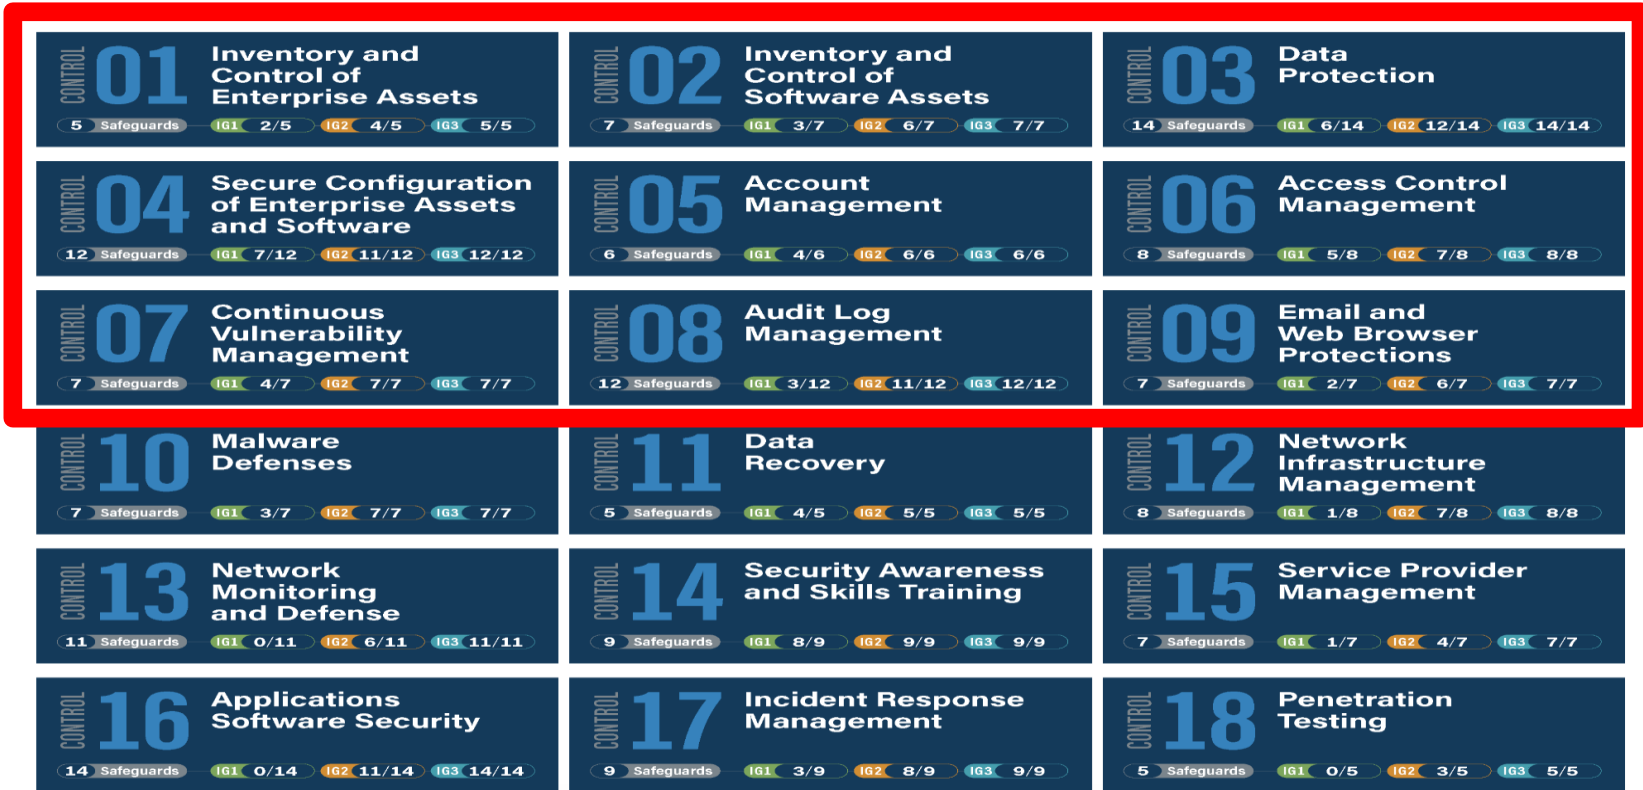 CONTROL 01 Inventory and
Control of
Enterprise Assets
5 Safeguards IG1 2/5 IG2 4/5 IG3 5/5
CONTROL 02 Inventory and
Control of
Software Assets
7 Safeguards IG1 3/7 IG2 6/7 IG3 7/7
CONTROL 03 Data
Protection
14 Safeguards IG1 6/14 IG2 12/14 IG3 14/14
CONTROL 04 Secure Configuration
of Enterprise Assets
and Software
12 Safeguards IG1 7/12 IG2 11/12 IG3 12/12
CONTROL 05 Account
Management
6 Safeguards IG1 4/6 IG2 6/6 IG3 6/6
CONTROL 06 Access Control
Management
8 Safeguards IG1 5/8 IG2 7/8 IG3 8/8
CONTROL 07 Continuous
Vulnerability
Management
7 Safeguards IG1 4/7 IG2 7/7 IG3 7/7
CONTROL 08 Audit Log
Management
12 Safeguards IG1 3/12 IG2 11/12 IG3 12/12
CONTROL 09 Email and
Web Browser
Protections
7 Safeguards IG1 2/7 IG2 6/7 IG3 7/7
CONTROL 10 Malware
Defenses
7 Safeguards IG1 3/7 IG2 7/7 IG3 7/7
CONTROL 11 Data
Recovery
5 Safeguards IG1 4/5 IG2 5/5 IG3 5/5
CONTROL 12 Network
Infrastructure
Management
8 Safeguards IG1 1/8 IG2 7/8 IG3 8/8
CONTROL 13 Network
Monitoring
and Defense
11 Safeguards IG1 0/11 IG2 6/11 IG3 11/11
CONTROL 14 Security Awareness
and Skills Training
9 Safeguards IG1 8/9 IG2 9/9 IG3 9/9
CONTROL 15 Service Provider
Management
7 Safeguards IG1 1/7 IG2 4/7 IG3 7/7
CONTROL 16 Applications
Software Security
14 Safeguards IG1 0/14 IG2 11/14 IG3 14/14
CONTROL 17 Incident Response
Management
9 Safeguards IG1 3/9 IG2 8/9 IG3 9/9
CONTROL 18 Penetration
Testing
5 Safeguards IG1 0/5 IG2 3/5 IG3 5/5